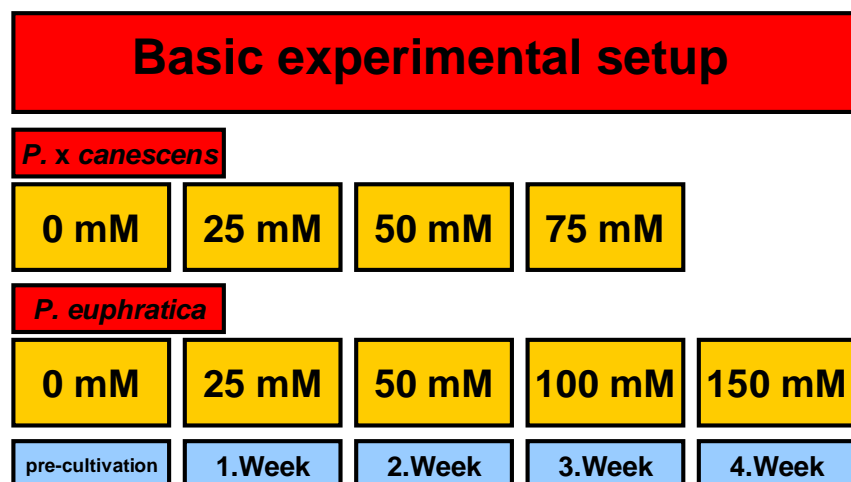 Basic experimental setup
P. x canescens
0 mM 25 mM 50 mM 75 mM
P. euphratica
0 mM 25 mM 50 mM 100 mM 150 mM
pre-cultivation 1.Week 2.Week 3.Week 4.Week